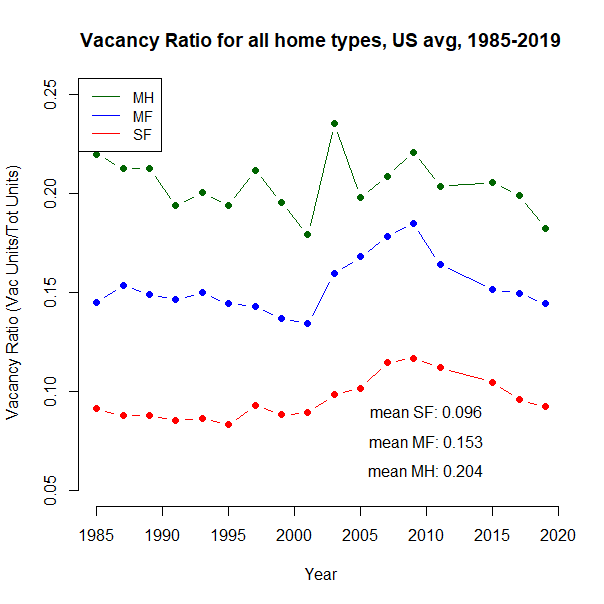 Vacancy Ratio for all home types, US avg, 1985-2019
MH
MF
SF
Vacancy Ratio (Vac Units/Tot Units)
0.25
0.20
0.15
0.10
0.05
mean SF: 0.096
mean MF: 0.153
mean MH: 0.204
1985 1990 1995 2000 2005 2010 2015 2020
Year